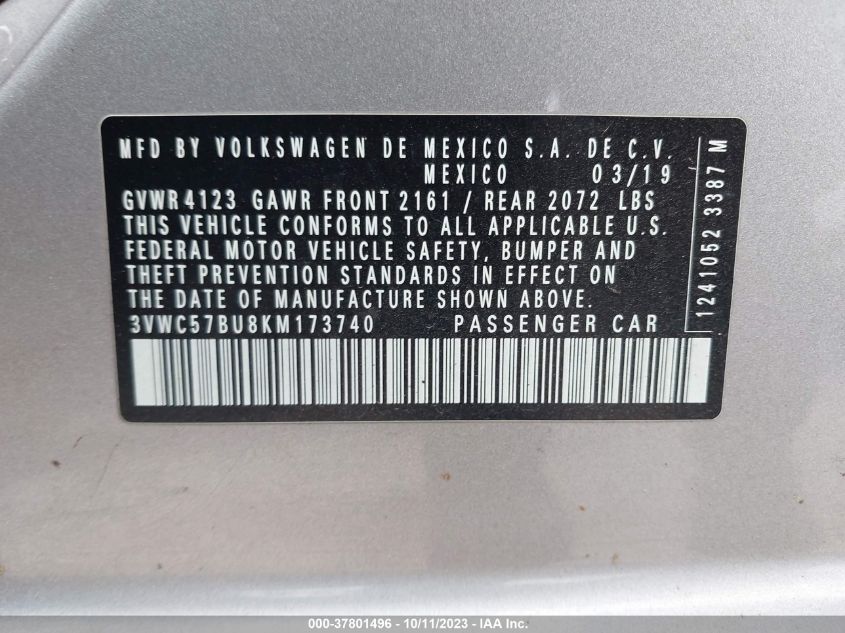 MFD BY VOLKSWAGEN DE MEXICO S.A. DE C.V.
MEXICO 03/19
GVWR 4123 GAWR FRONT 2161 / REAR 2072 LBS
THIS VEHICLE CONFORMS TO ALL APPLICABLE U.S.
FEDERAL MOTOR VEHICLE SAFETY, BUMPER AND
THEFT PREVENTION STANDARDS IN EFFECT ON
THE DATE OF MANUFACTURE SHOWN ABOVE.
3VWC57BU8KM173740 PASSENGER CAR
1241052 3387 M
000-37801496 - 10/11/2023 - IAA Inc.